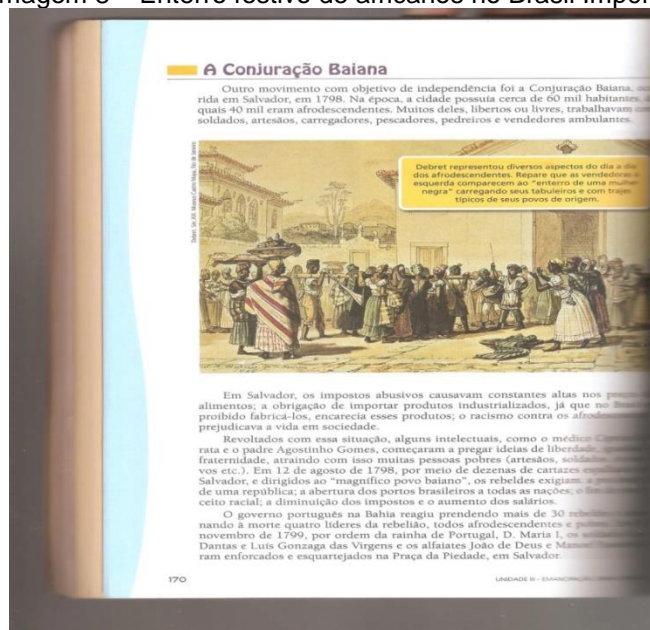 Enterro festivo de africanos no Brasil
A Conjuração Baiana
Outro movimento com objetivo de independência foi a Conjuração Baiana,
rida em Salvador, em 1798. Na época, a cidade possuía cerca de 60 mil habitantes,
quais 40 mil eram afrodescendentes. Muitos deles, libertos ou livres, trabalhavam
soldados, artesãos, carregadores, pescadores, pedreiros e vendedores ambulantes.
Debret representou diversos aspectos do dia a dia
dos afrodescendentes. Repare que as vendedoras à
esquerda comparecem ao "enterro de uma mulher
negra" carregando seus tabuleiros e com trajes
típicos de seus povos de origem.
Em Salvador, os impostos abusivos causavam constantes altas nos
alimentos; a obrigação de importar produtos industrializados, já que no
proibido fabricá-los, encarecia esses produtos; o racismo contra os
prejudicava a vida em sociedade.
Revoltados com essa situação, alguns intelectuais, como o médico
rata e o padre Agostinho Gomes, começaram a pregar ideias de liberdade,
fraternidade, atraindo com isso muitas pessoas pobres (artesãos,
vos etc.). Em 12 de agosto de 1798, por meio de dezenas de cartazes
Salvador, e dirigidos ao "magnífico povo baiano", os rebeldes exigiam:
de uma república; a abertura dos portos brasileiros a todas as nações;
ceito racial; a diminuição dos impostos e o aumento dos salários.
O governo português na Bahia reagiu prendendo mais de 30
nando à morte quatro líderes da rebelião, todos afrodescendentes e
novembro de 1799, por ordem da rainha de Portugal, D. Maria I, os
Dantas e Luís Gonzaga das Virgens e os alfaiates João de Deus e
ram enforcados e esquartejados na Praça da Piedade, em Salvador.
170
UNIDADE III –